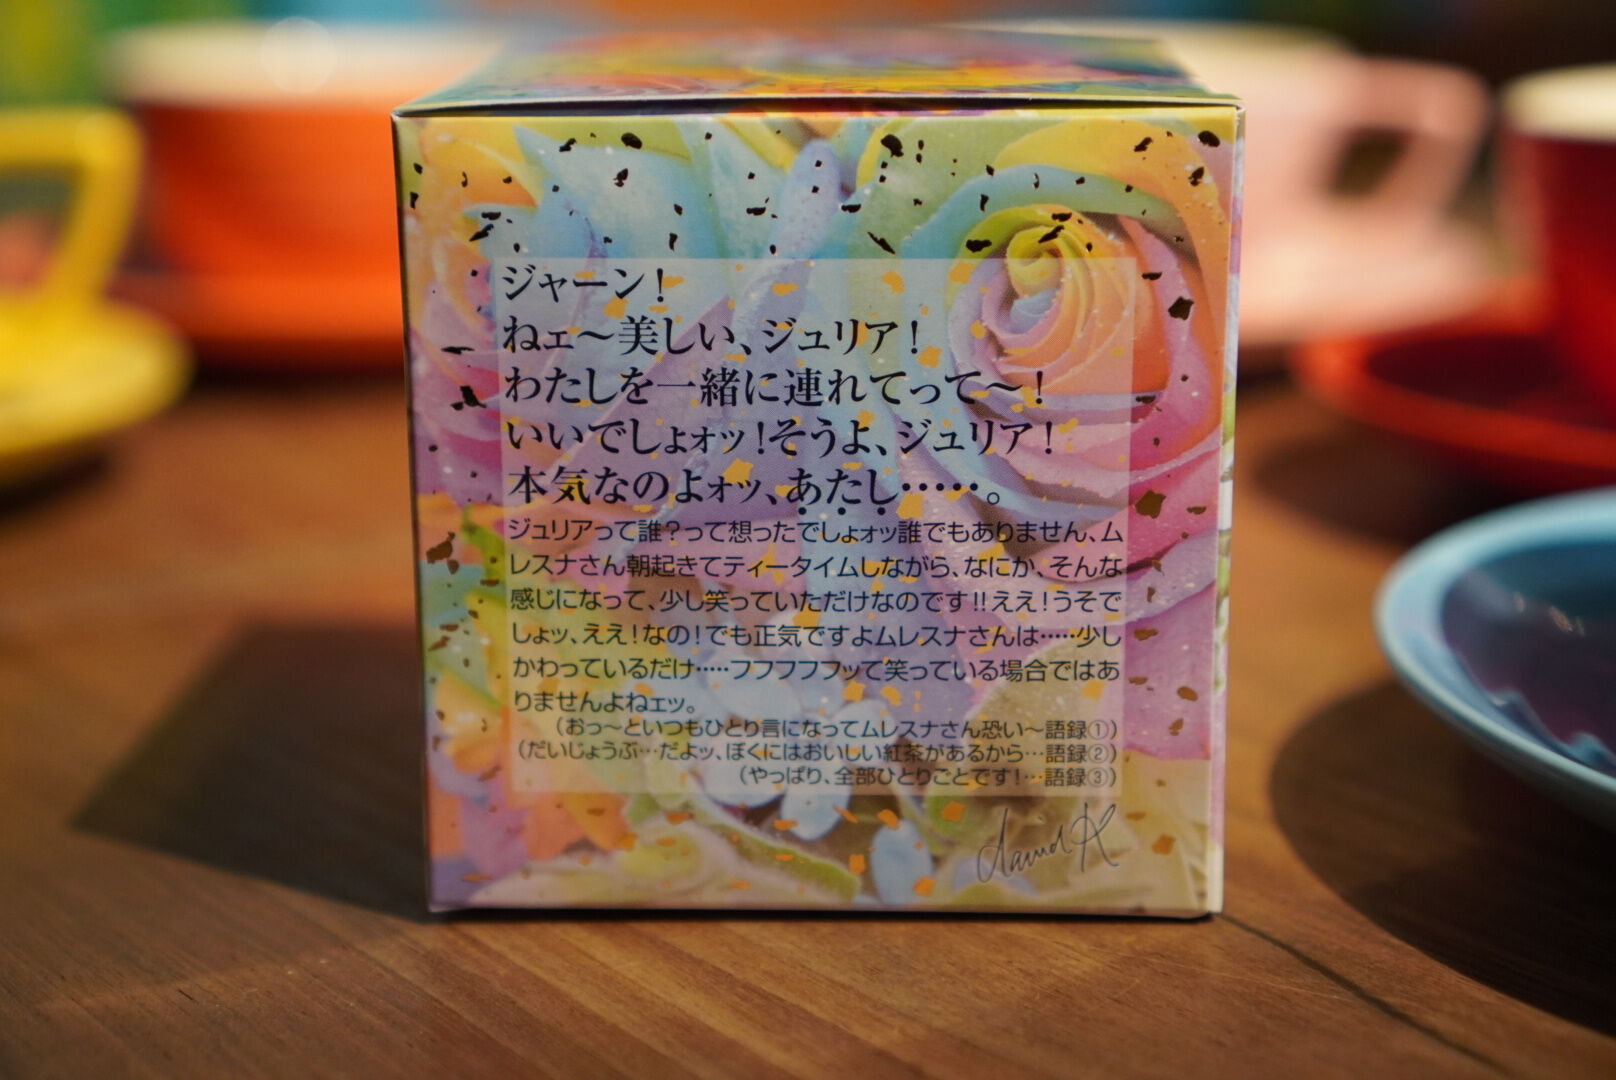 ジャーン!
ねェ〜美しい、ジュリア!
わたしを一緒に連れてって〜!
いいでしょォッ!そうよ、ジュリア!
本気なのよォッ、あたし‥‥‥。
ジュリアって誰?って想ったでしょォッ誰でもありません、ム
レスナさん朝起きてティータイムしながら、なにか、そんな
感じになって、少し笑っていただけなのです!!ええ!うそで
しょッ、ええ!なの!でも正気ですよムレスナさんは‥‥‥少し
かわっているだけ‥‥‥フフフフフッて笑っている場合ではあ
りませんよねェッ。
(おっ〜といつもひとり言になってムレスナさん恐い〜語録①)
(だいじょうぶ…だよッ、ぼくにはおいしい紅茶があるから…語録②)
(やっぱり、全部ひとりごとです!…語録③)
David K